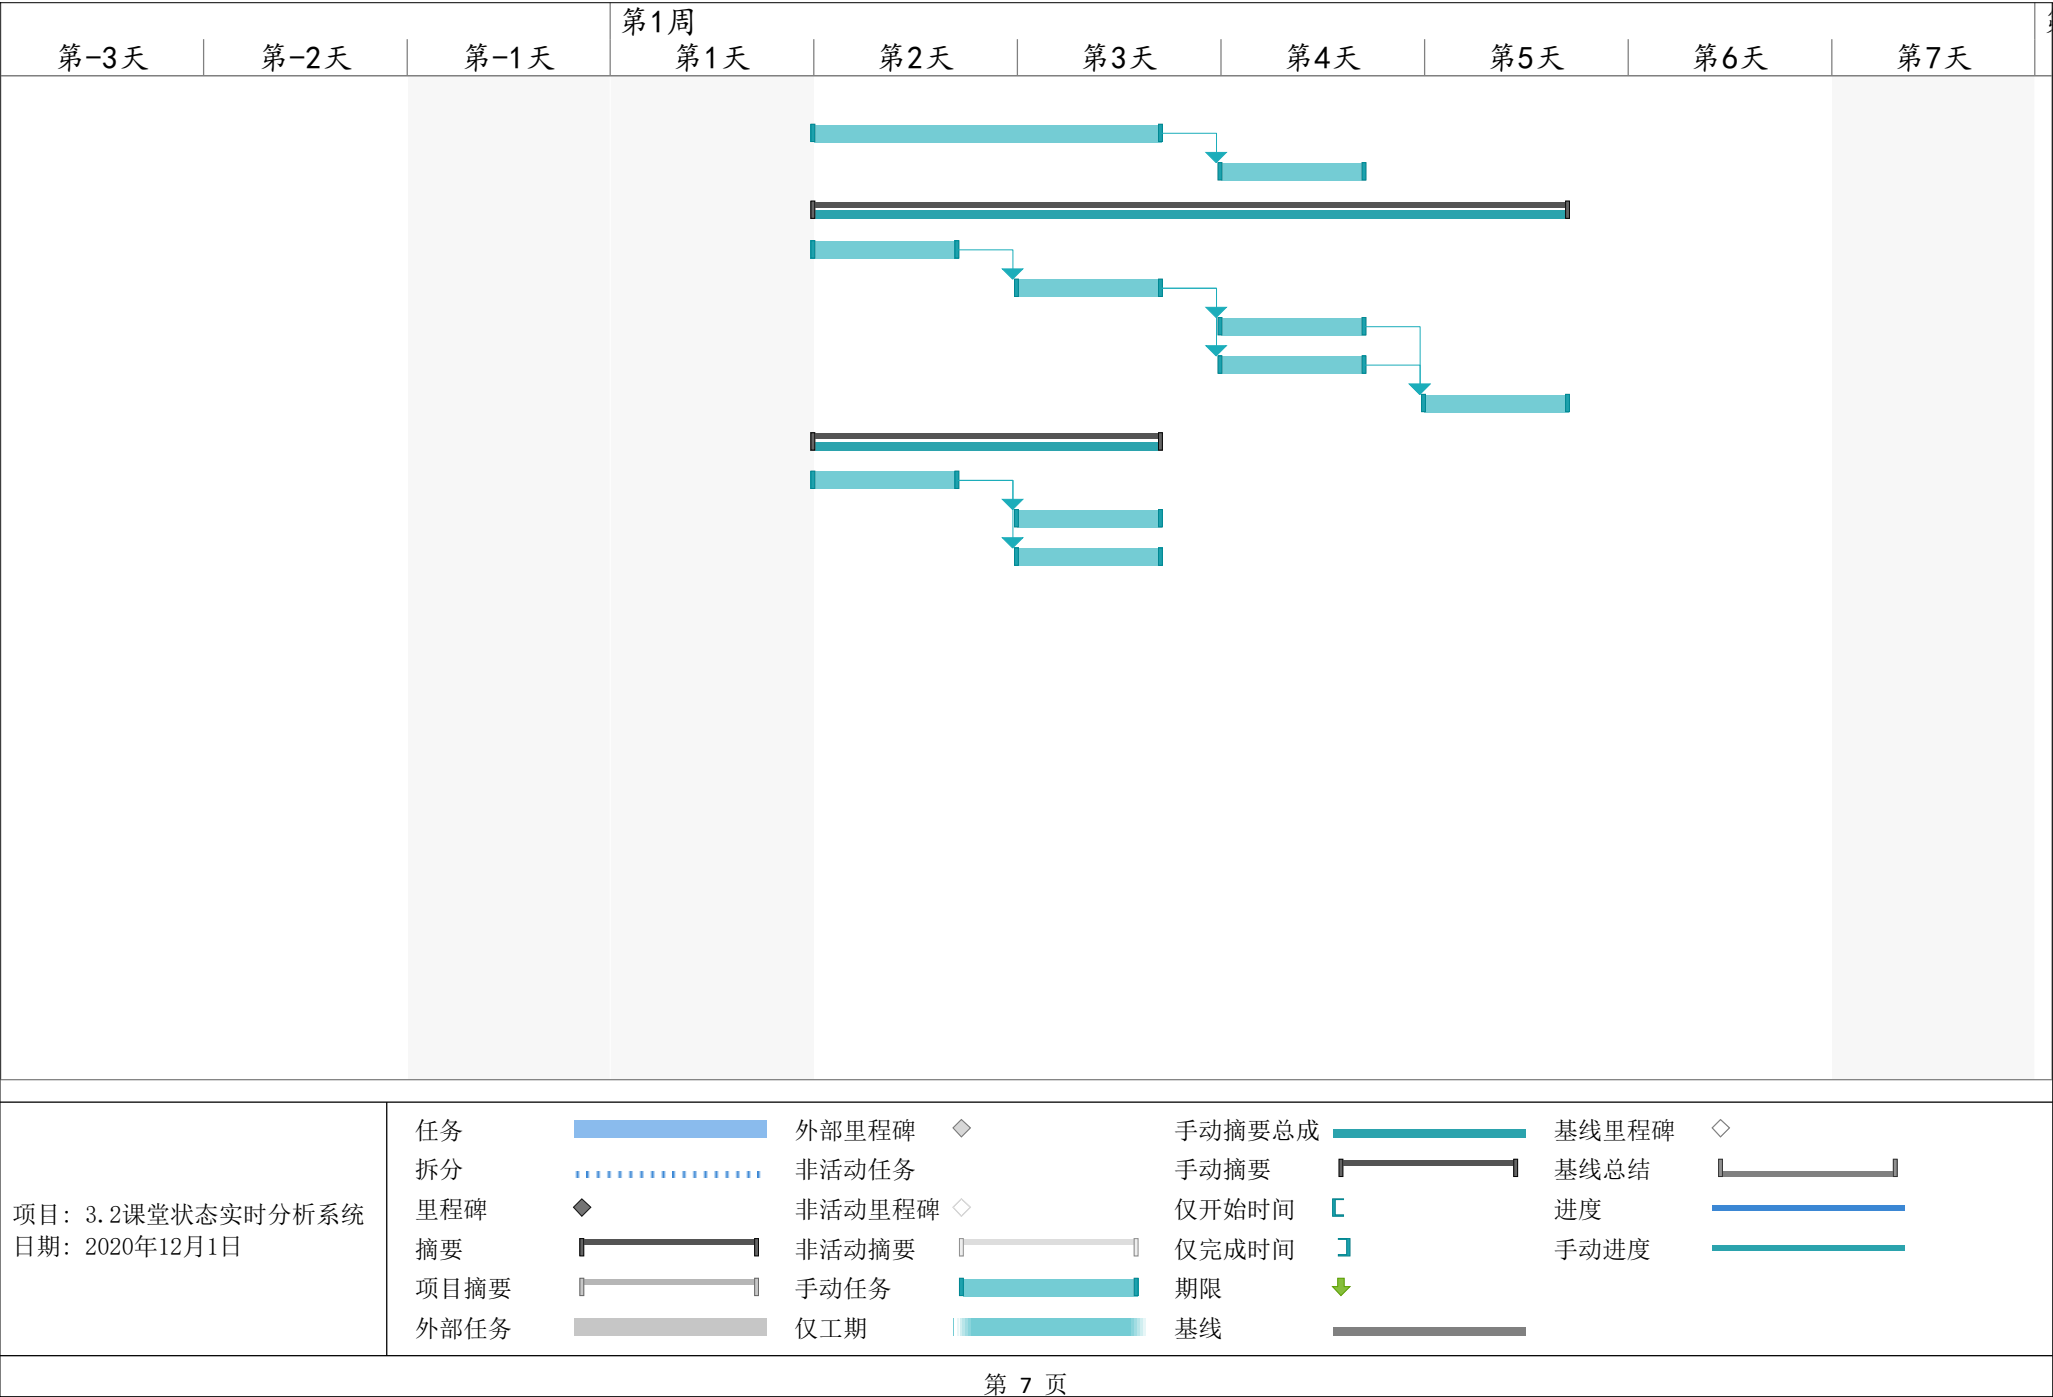 第1周
第-3天 第-2天 第-1天 第1天 第2天 第3天 第4天 第5天 第6天 第7天
任务 外部里程碑 手动摘要总成 基线里程碑
拆分 非活动任务 手动摘要 基线总结
里程碑 非活动里程碑 仅开始时间 进度
摘要 非活动摘要 仅完成时间 手动进度
项目摘要 手动任务 期限
外部任务 仅工期 基线
项目: 3.2课堂状态实时分析系统
日期: 2020年12月1日
第 7 页